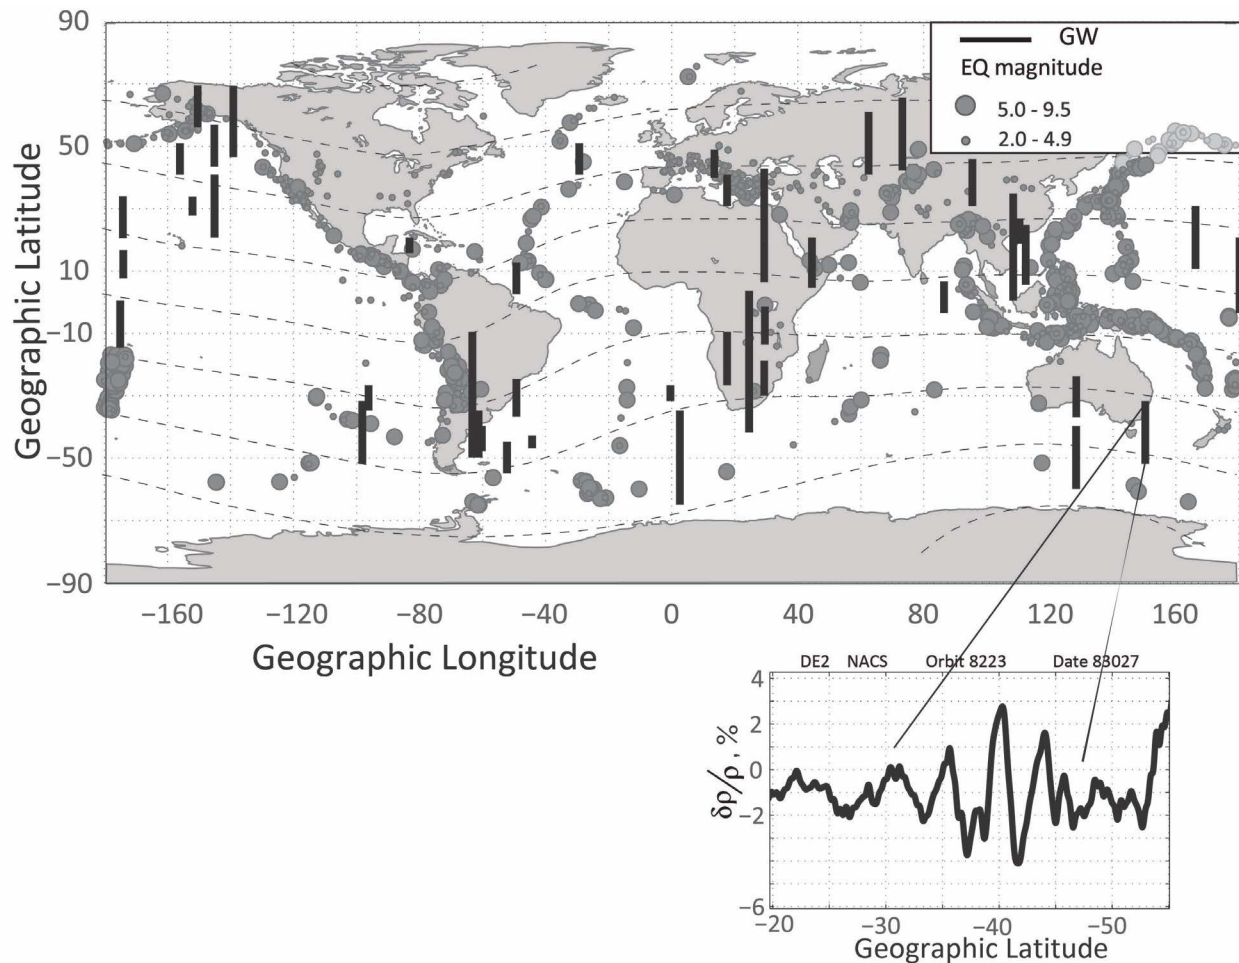 90
50
10
−10
−50
−90
Geographic Latitude
GW
EQ magnitude
5.0 - 9.5
2.0 - 4.9
−160 −120 −80 −40 0 40 80 120 160
Geographic Longitude
DE2 NACS Orbit 8223 Date 83027
4
2
0
−2
−6
δρ/ρ , %
−20 −30 −40 −50
Geographic Latitude